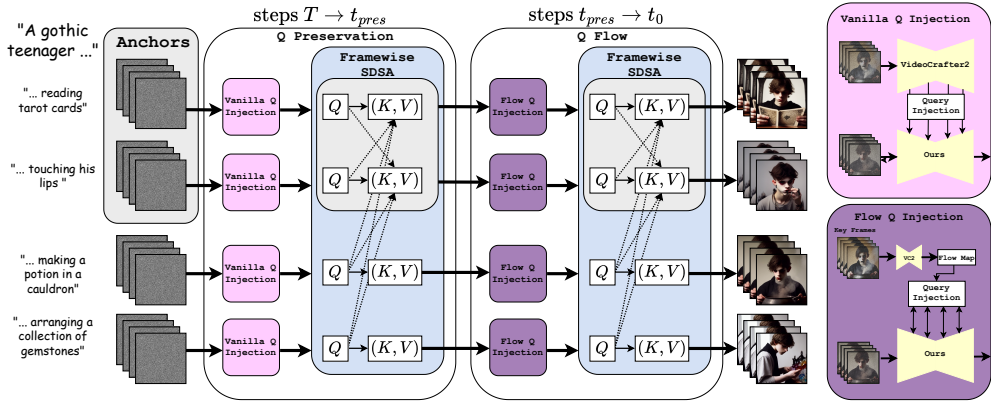 steps T → t_pres
steps t_pres → t_0
"A gothic
teenager ..."
Anchors
Q Preservation
Q Flow
Vanilla Q Injection
Framewise
SDSA
Framewise
SDSA
VideoCrafter2
"... reading
tarot cards"
Vanilla Q
Injection
Q
(K, V)
Flow Q
Injection
Q
(K, V)
Query
Injection
Ours
"... touching his
lips "
Vanilla Q
Injection
Q
(K, V)
Flow Q
Injection
Q
(K, V)
Flow Q Injection
Key Frames
VC2
Flow Map
"... making a
potion in a
cauldron"
Vanilla Q
Injection
Q
(K, V)
Flow Q
Injection
Q
(K, V)
Query
Injection
"... arranging a
collection of
gemstones"
Vanilla Q
Injection
Q
(K, V)
Flow Q
Injection
Q
(K, V)
Ours